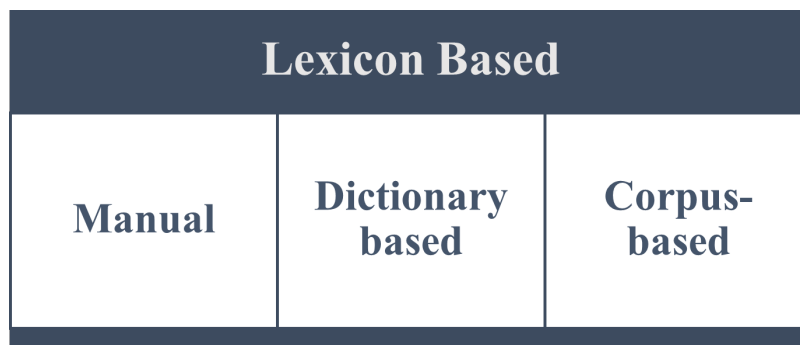 Lexicon Based
Manual
Dictionary
based
Corpus-
based